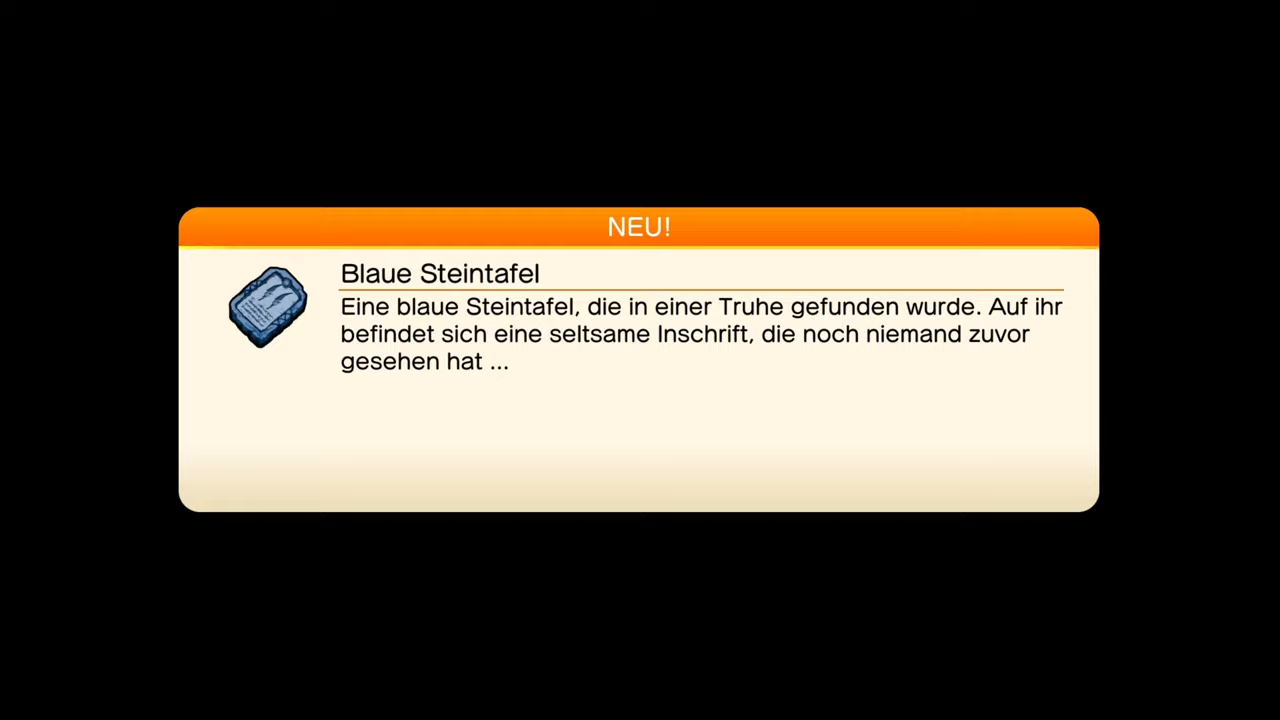 NEU!
Blaue Steintafel
Eine blaue Steintafel, die in einer Truhe gefunden wurde. Auf ihr
befindet sich eine seltsame Inschrift, die noch niemand zuvor
gesehen hat ...